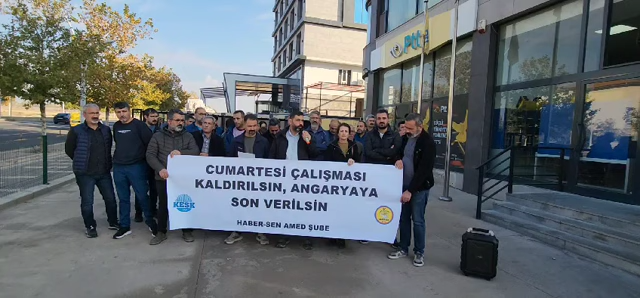 PTT
CUMARTESİ ÇALIŞMASI
KALDIRILSIN, ANGARYAYA
SON VERİLSİN
KESK
HABER-SEN AMED ŞUBE